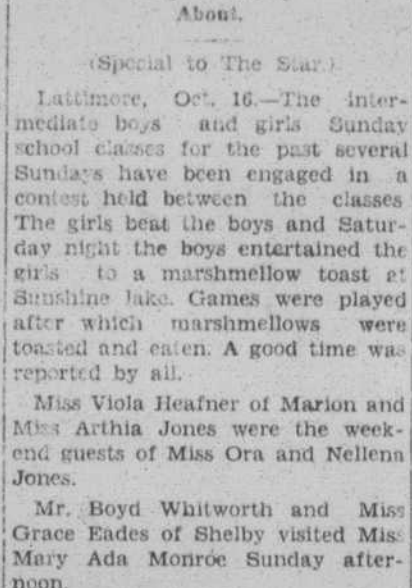 About.
(Special to The Star.)
Lattimore, Oct. 16.—The inter-
mediate boys and girls Sunday
school classes for the past several
Sundays have been engaged in a
contest held between the classes
The girls beat the boys and Satur-
day night the boys entertained the
girls to a marshmellow toast at
Sunshine lake. Games were played
after which marshmellows were
toasted and eaten. A good time was
reported by all.
Miss Viola Heafner of Marion and
Miss Arthia Jones were the week-
end guests of Miss Ora and Nellena
Jones.
Mr. Boyd Whitworth and Miss
Grace Eades of Shelby visited Miss
Mary Ada Monroe Sunday after-
noon.